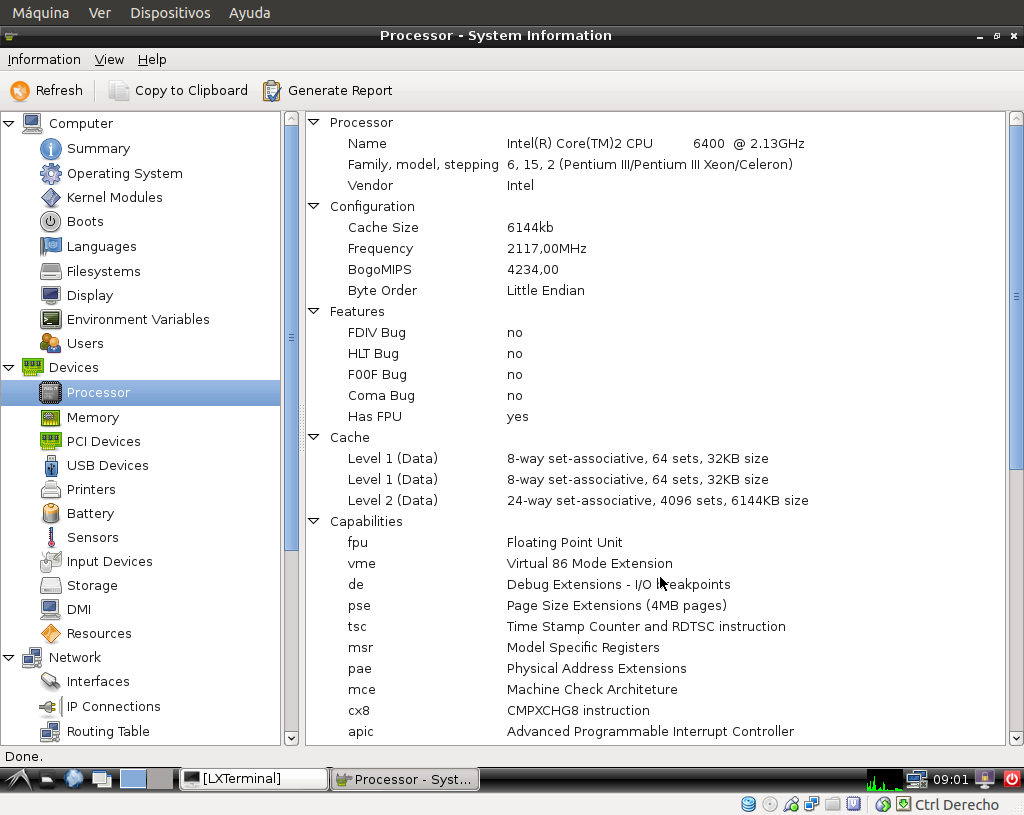 Máquina Ver Dispositivos Ayuda
Processor - System Information
Information View Help
Refresh Copy to Clipboard Generate Report
Computer
Summary
Operating System
Kernel Modules
Boots
Languages
Filesystems
Display
Environment Variables
Users
Devices
Processor
Memory
PCI Devices
USB Devices
Printers
Battery
Sensors
Input Devices
Storage
DMI
Resources
Network
Interfaces
IP Connections
Routing Table
Processor
Name Intel(R) Core(TM)2 CPU 6400 @ 2.13GHz
Family, model, stepping 6, 15, 2 (Pentium III/Pentium III Xeon/Celeron)
Vendor Intel
Configuration
Cache Size 6144kb
Frequency 2117,00MHz
BogoMIPS 4234,00
Byte Order Little Endian
Features
FDIV Bug no
HLT Bug no
F00F Bug no
Coma Bug no
Has FPU yes
Cache
Level 1 (Data) 8-way set-associative, 64 sets, 32KB size
Level 1 (Data) 8-way set-associative, 64 sets, 32KB size
Level 2 (Data) 24-way set-associative, 4096 sets, 6144KB size
Capabilities
fpu Floating Point Unit
vme Virtual 86 Mode Extension
de Debug Extensions - I/O breakpoints
pse Page Size Extensions (4MB pages)
tsc Time Stamp Counter and RDTSC instruction
msr Model Specific Registers
pae Physical Address Extensions
mce Machine Check Architeture
cx8 CMPXCHG8 instruction
apic Advanced Programmable Interrupt Controller
Done.
[LXTerminal] Processor - Syst... 09:01
Ctrl Derecho